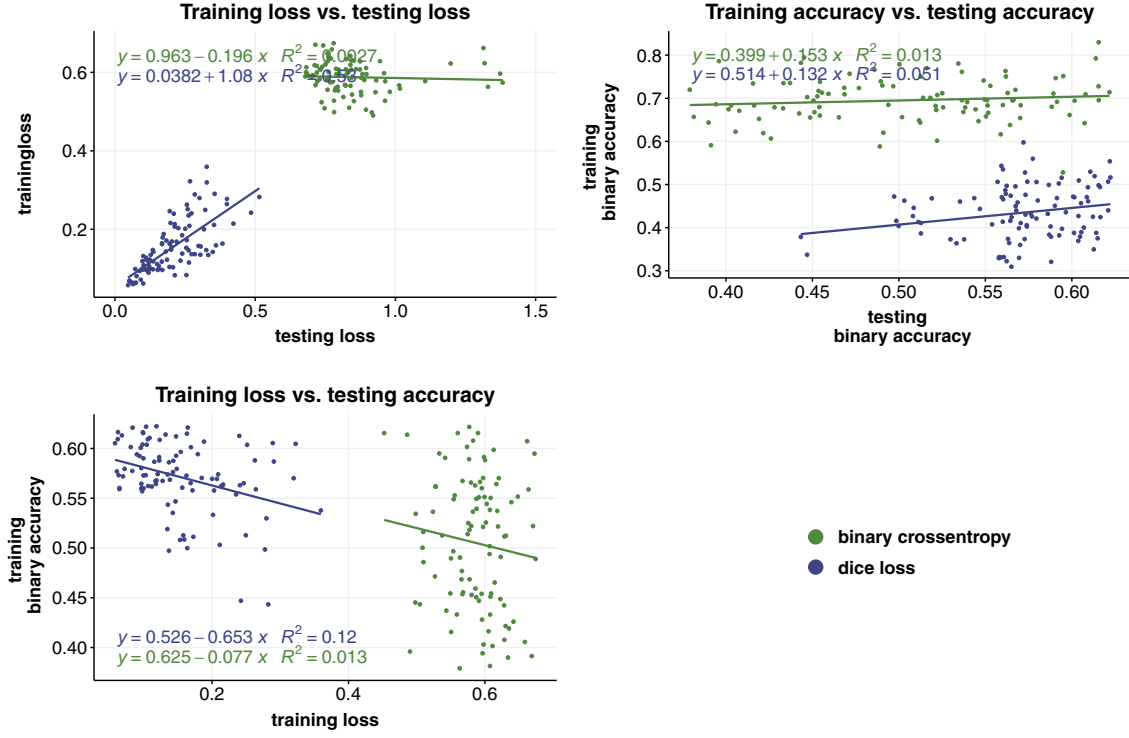 Training loss vs. testing loss
y = 0.963 – 0.196 x R² = 0.0027
y = 0.0382 + 1.08 x R² = 0.53
0.6
0.4
0.2
trainingloss
0.0 0.5 1.0 1.5
testing loss
Training accuracy vs. testing accuracy
y = 0.399 + 0.153 x R² = 0.013
y = 0.514 + 0.132 x R² = 0.051
0.8
0.7
0.6
0.5
0.4
0.3
training
binary accuracy
0.40 0.45 0.50 0.55 0.60
testing
binary accuracy
Training loss vs. testing accuracy
0.60
0.55
0.50
0.45
0.40
training
binary accuracy
y = 0.526 – 0.653 x R² = 0.12
y = 0.625 – 0.077 x R² = 0.013
0.2 0.4 0.6
training loss
binary crossentropy
dice loss